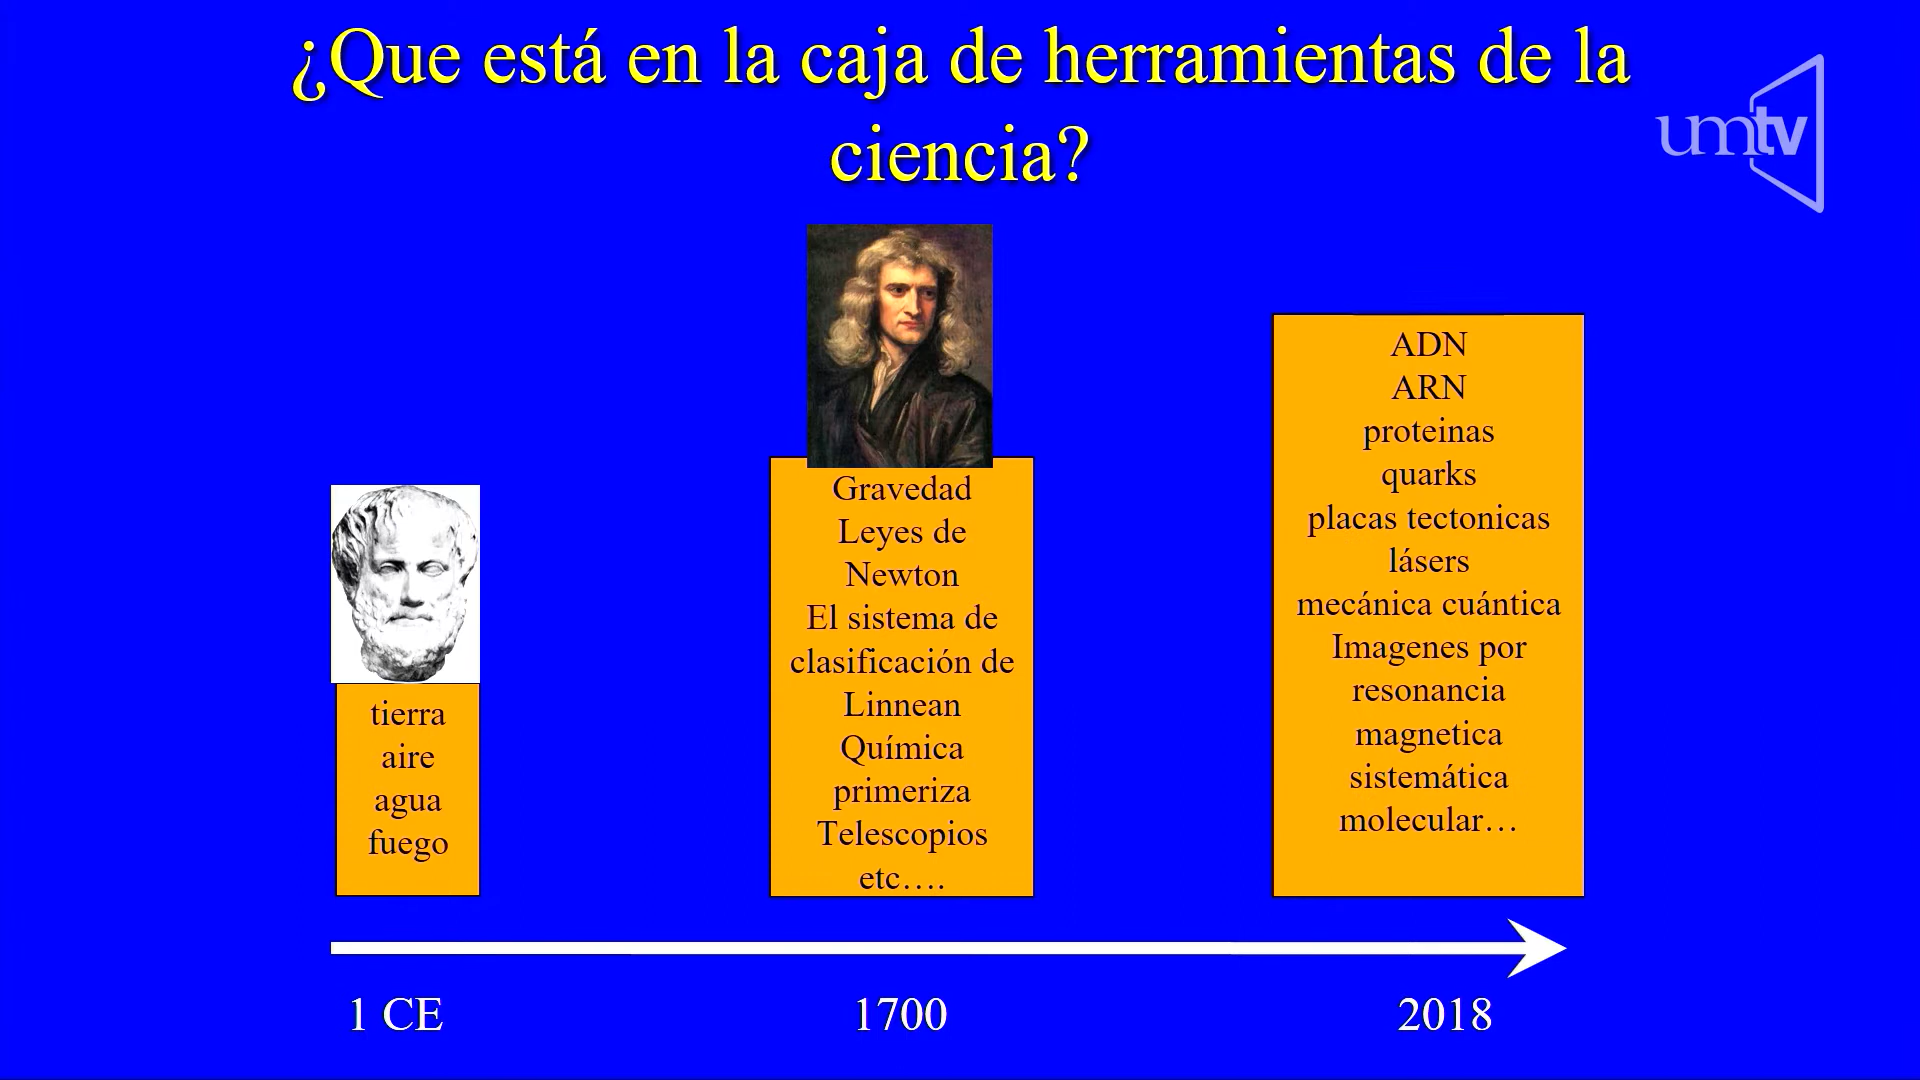 ¿Que está en la caja de herramientas de la
ciencia?
umtv
tierra
aire
agua
fuego
Gravedad
Leyes de
Newton
El sistema de
clasificación de
Linnean
Química
primeriza
Telescopios
etc….
ADN
ARN
proteinas
quarks
placas tectonicas
lásers
mecánica cuántica
Imagenes por
resonancia
magnetica
sistemática
molecular…
1 CE
1700
2018